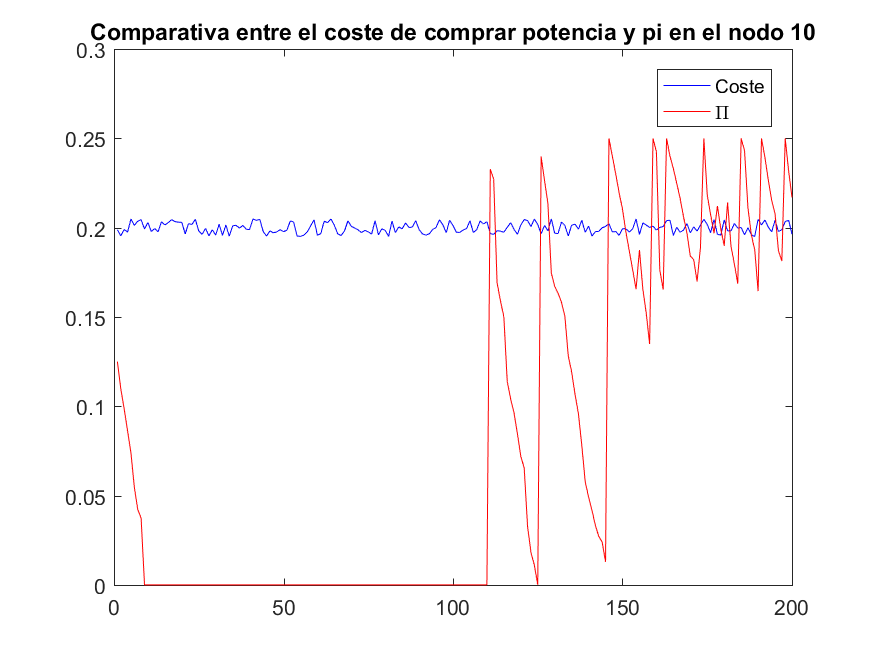 Comparativa entre el coste de comprar potencia y pi en el nodo 10
0.3
Coste
Π
0.25
0.2
0.15
0.1
0.05
0
0 50 100 150 200